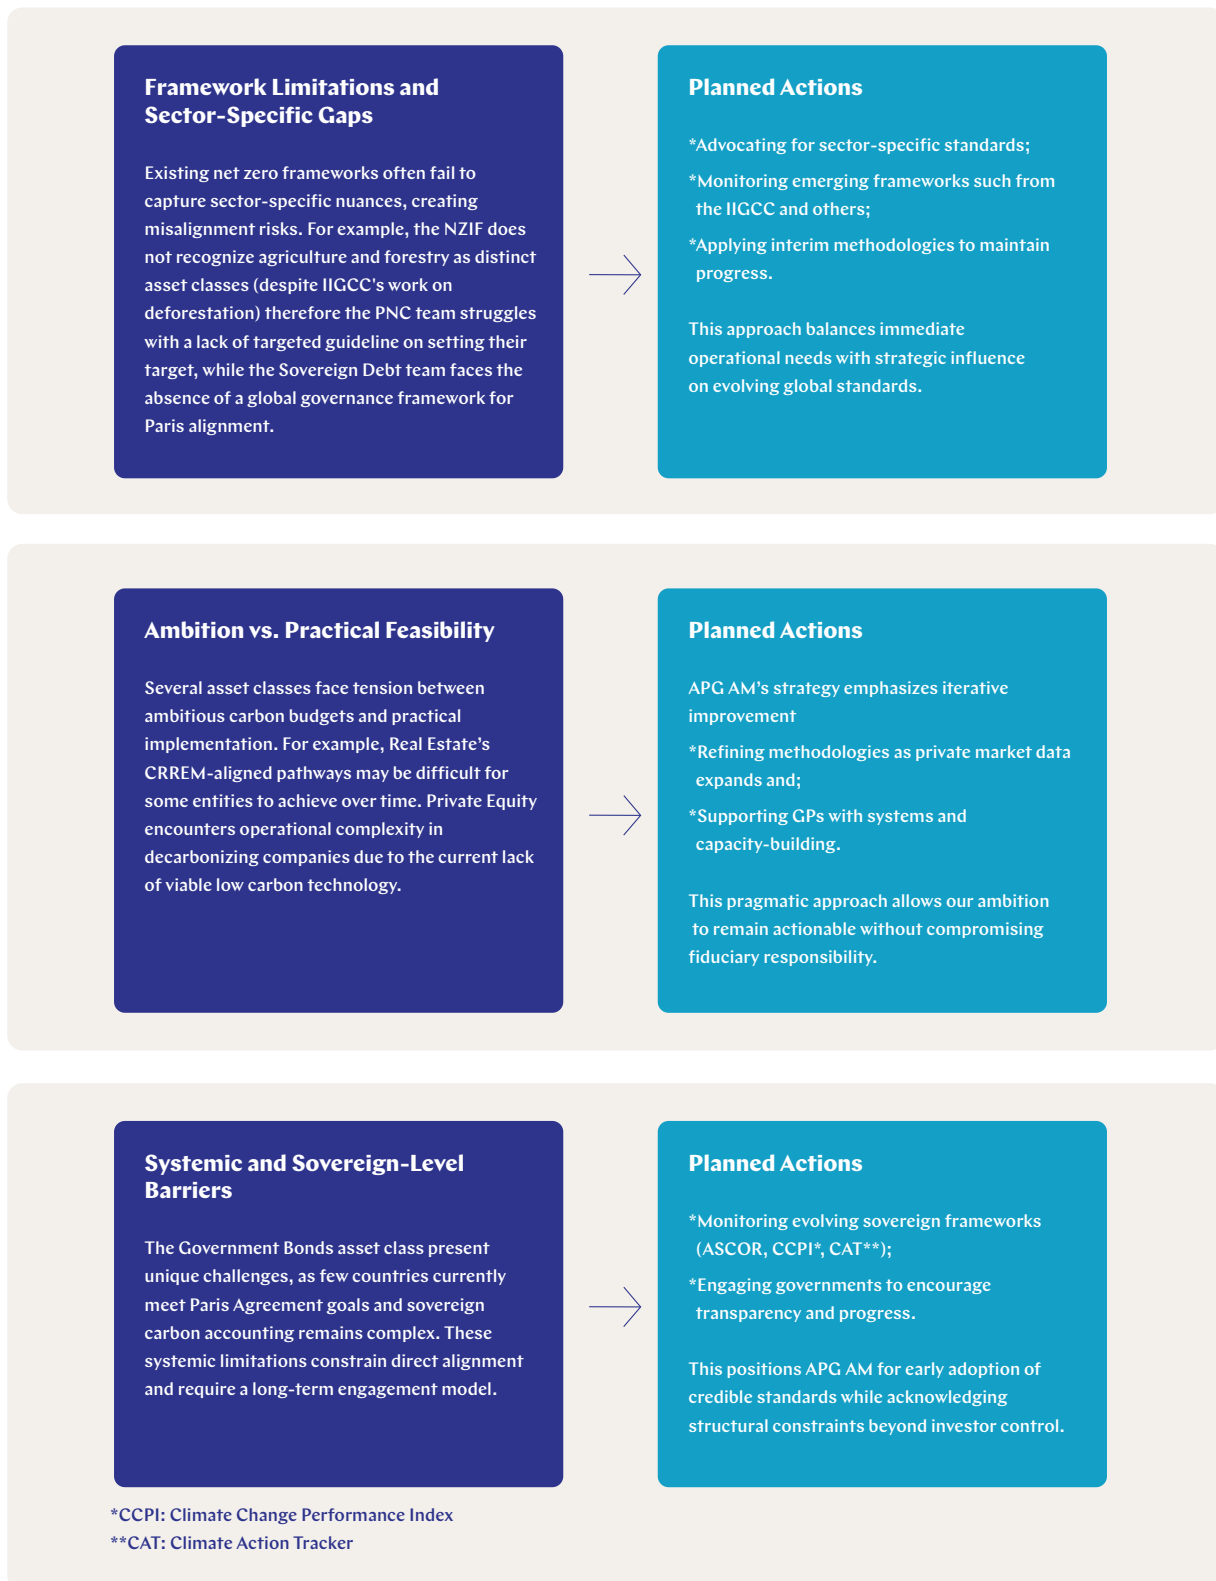 Framework Limitations and
Sector-Specific Gaps
Existing net zero frameworks often fail to
capture sector-specific nuances, creating
misalignment risks. For example, the NZIF does
not recognize agriculture and forestry as distinct
asset classes (despite IIGCC's work on
deforestation) therefore the PNC team struggles
with a lack of targeted guideline on setting their
target, while the Sovereign Debt team faces the
absence of a global governance framework for
Paris alignment.
Planned Actions
*Advocating for sector-specific standards;
*Monitoring emerging frameworks such from
the IIGCC and others;
*Applying interim methodologies to maintain
progress.
This approach balances immediate
operational needs with strategic influence
on evolving global standards.
Ambition vs. Practical Feasibility
Several asset classes face tension between
ambitious carbon budgets and practical
implementation. For example, Real Estate’s
CRREM-aligned pathways may be difficult for
some entities to achieve over time. Private Equity
encounters operational complexity in
decarbonizing companies due to the current lack
of viable low carbon technology.
Planned Actions
APG AM’s strategy emphasizes iterative
improvement
*Refining methodologies as private market data
expands and;
*Supporting GPs with systems and
capacity-building.
This pragmatic approach allows our ambition
to remain actionable without compromising
fiduciary responsibility.
Systemic and Sovereign-Level
Barriers
The Government Bonds asset class present
unique challenges, as few countries currently
meet Paris Agreement goals and sovereign
carbon accounting remains complex. These
systemic limitations constrain direct alignment
and require a long-term engagement model.
Planned Actions
*Monitoring evolving sovereign frameworks
(ASCOR, CCPI*, CAT**);
*Engaging governments to encourage
transparency and progress.
This positions APG AM for early adoption of
credible standards while acknowledging
structural constraints beyond investor control.
*CCPI: Climate Change Performance Index
**CAT: Climate Action Tracker